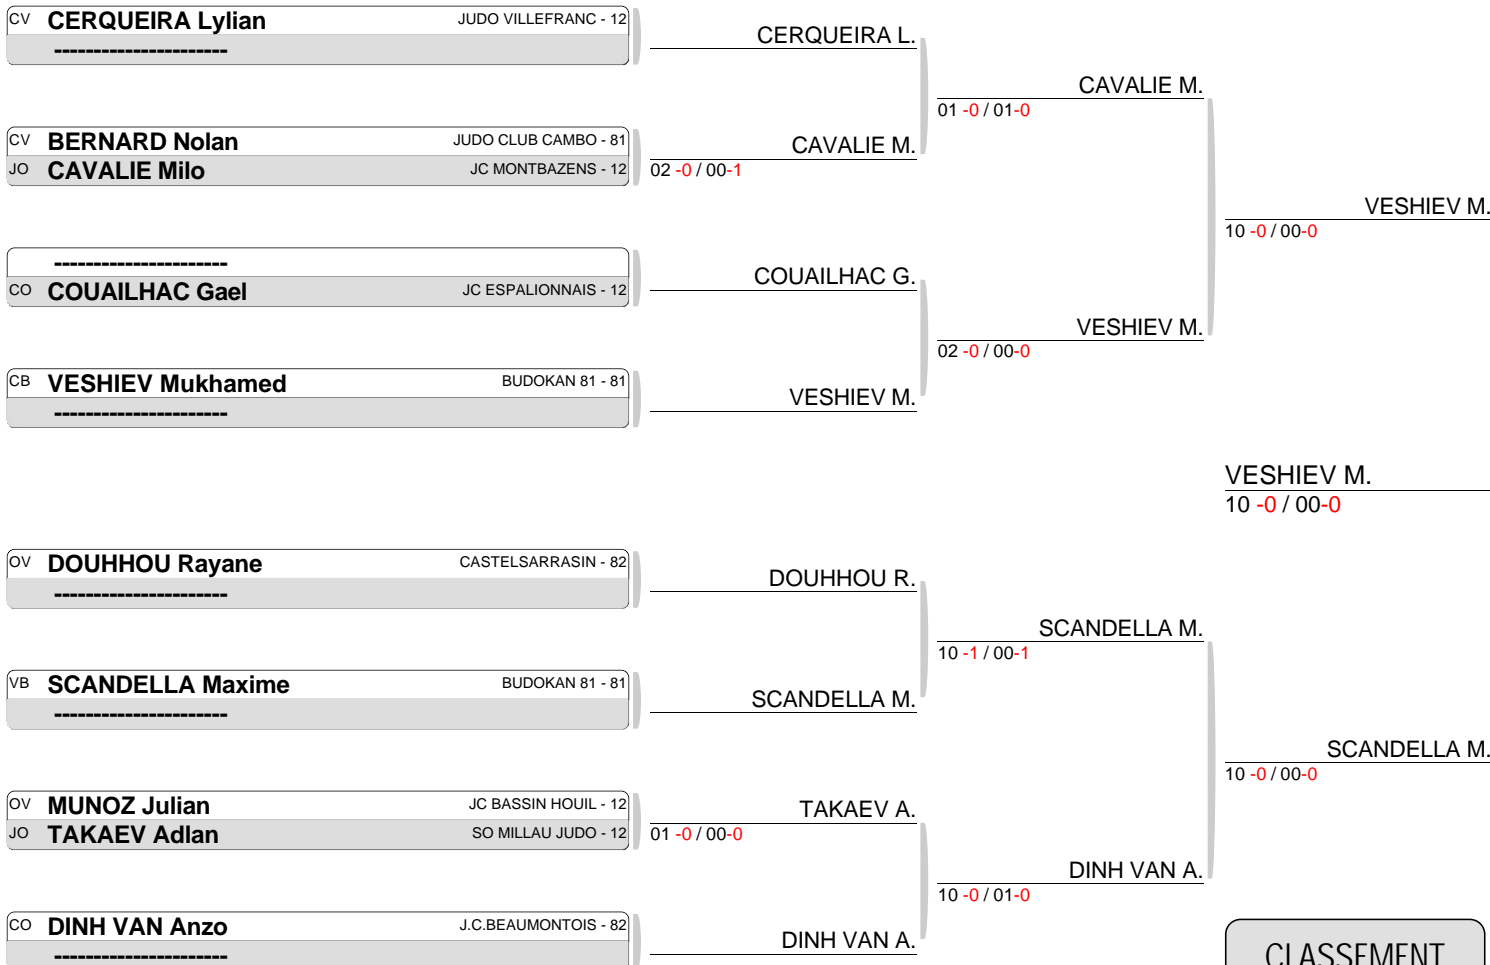 CV CERQUEIRA Lylian JUDO VILLEFRANC - 12
----------------------
CERQUEIRA L.
CAVALIE M.
01 -0 / 01-0
CV BERNARD Nolan JUDO CLUB CAMBO - 81
JO CAVALIE Milo JC MONTBAZENS - 12
CAVALIE M.
02 -0 / 00-1
VESHIEV M.
10 -0 / 00-0
----------------------
CO COUAILHAC Gael JC ESPALIONNAIS - 12
COUAILHAC G.
VESHIEV M.
02 -0 / 00-0
CB VESHIEV Mukhamed BUDOKAN 81 - 81
----------------------
VESHIEV M.
VESHIEV M.
10 -0 / 00-0
OV DOUHHOU Rayane CASTELSARRASIN - 82
----------------------
DOUHHOU R.
SCANDELLA M.
10 -1 / 00-1
VB SCANDELLA Maxime BUDOKAN 81 - 81
----------------------
SCANDELLA M.
SCANDELLA M.
10 -0 / 00-0
OV MUNOZ Julian JC BASSIN HOUIL - 12
JO TAKAEV Adlan SO MILLAU JUDO - 12
TAKAEV A.
01 -0 / 00-0
DINH VAN A.
10 -0 / 01-0
CO DINH VAN Anzo J.C.BEAUMONTOIS - 82
----------------------
DINH VAN A.
CLASSEMENT